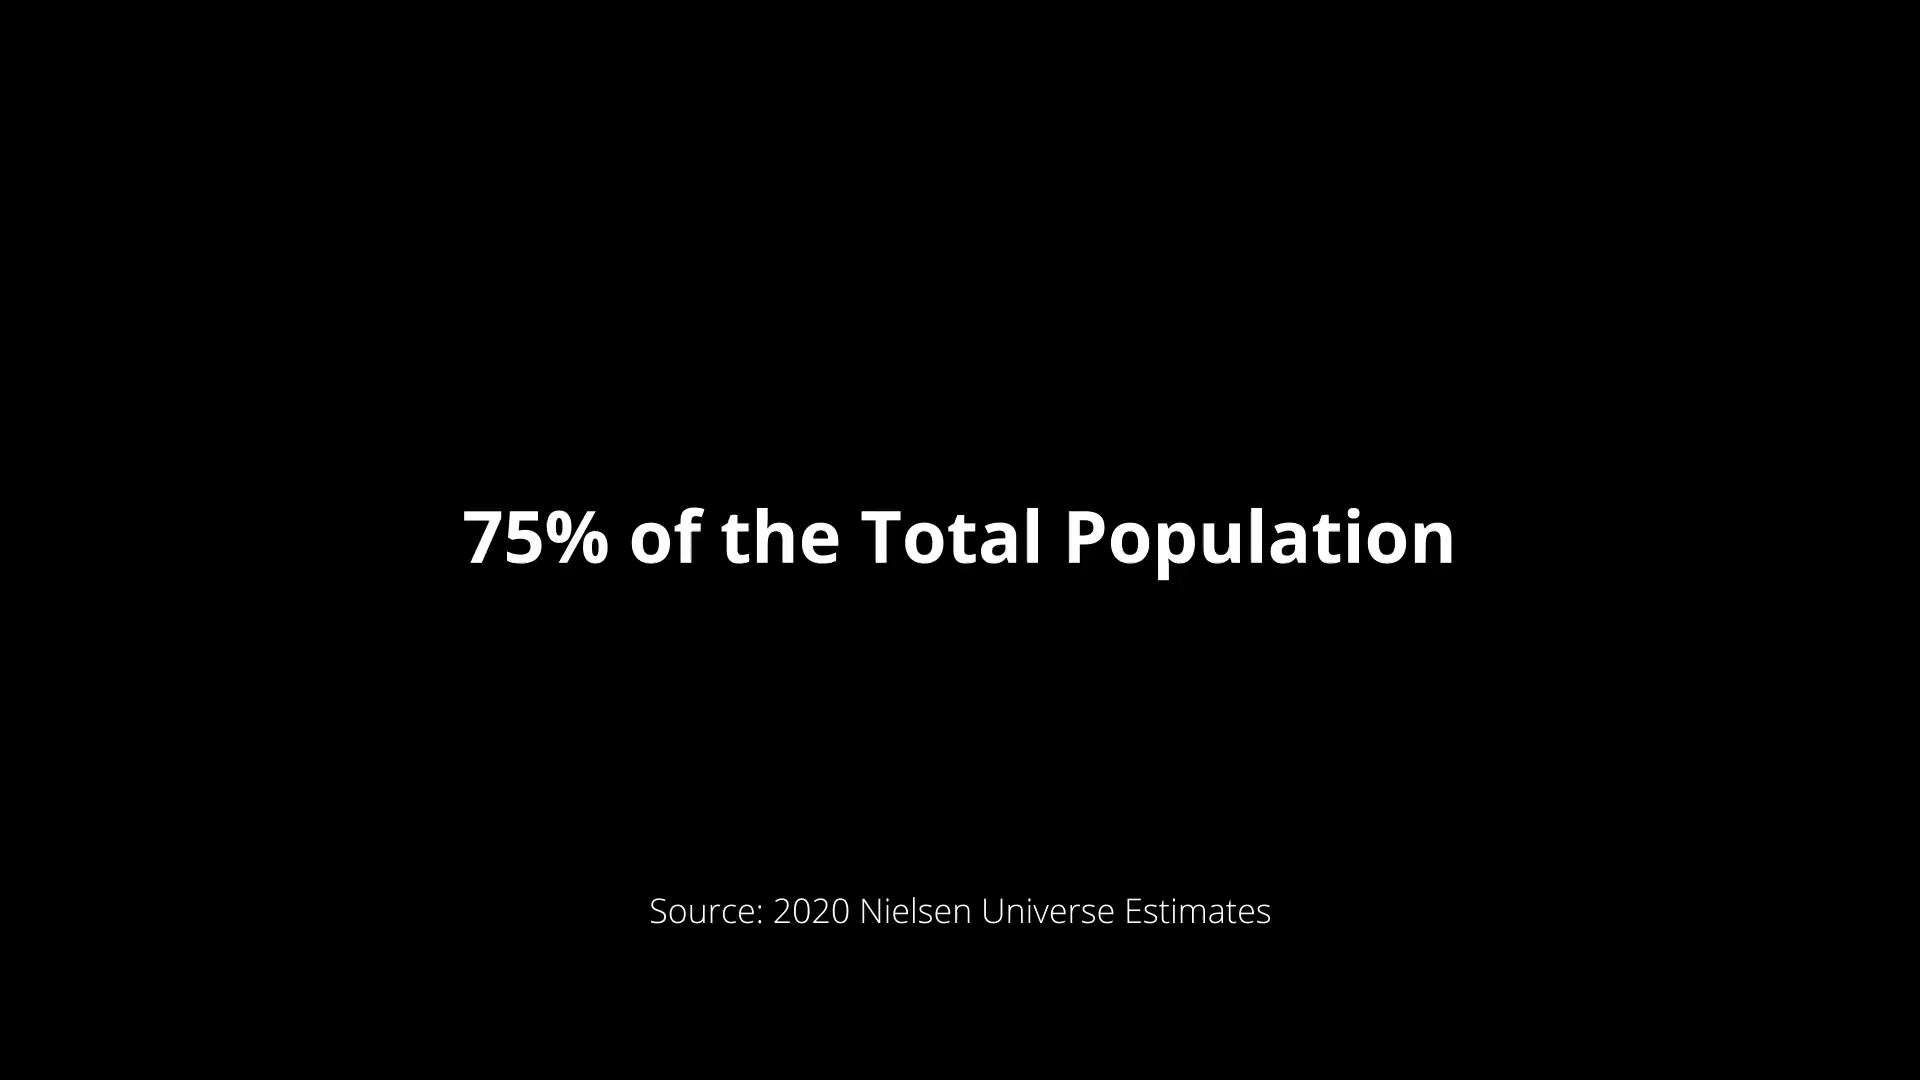 75% of the Total Population
Source: 2020 Nielsen Universe Estimates